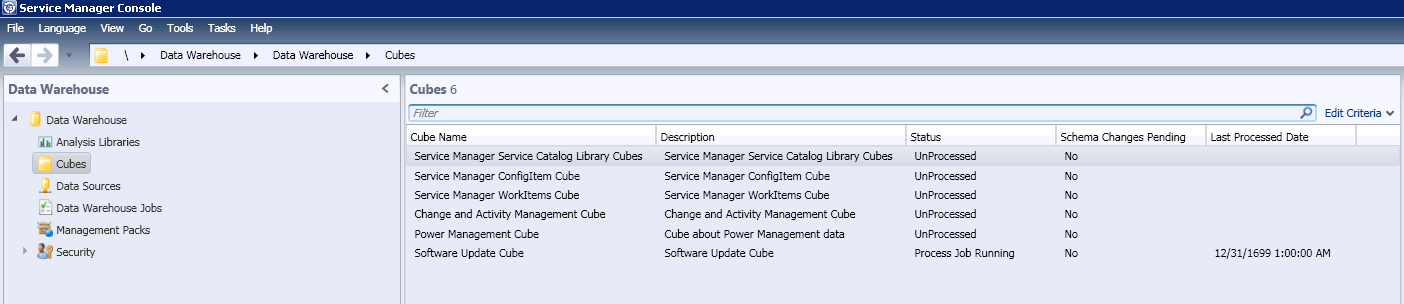 Service Manager Console
File Language View Go Tools Tasks Help
\ Data Warehouse Data Warehouse Cubes
Data Warehouse
Data Warehouse
Analysis Libraries
Cubes
Data Sources
Data Warehouse Jobs
Management Packs
Security
Cubes 6
Filter Edit Criteria
Cube Name Description Status Schema Changes Pending Last Processed Date
Service Manager Service Catalog Library Cubes Service Manager Service Catalog Library Cubes UnProcessed No
Service Manager ConfigItem Cube Service Manager ConfigItem Cube UnProcessed No
Service Manager WorkItems Cube Service Manager WorkItems Cube UnProcessed No
Change and Activity Management Cube Change and Activity Management Cube UnProcessed No
Power Management Cube Cube about Power Management data UnProcessed No
Software Update Cube Software Update Cube Process Job Running No 12/31/1699 1:00:00 AM